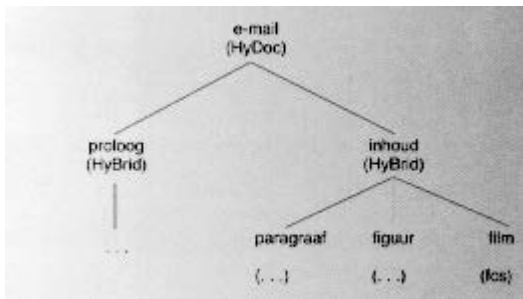 e-mail
(HyDoc)
proloog
(HyBrid)
inhoud
(HyBrid)
. . .
paragraaf figuur film
(. . .) (. . .) (fcs)